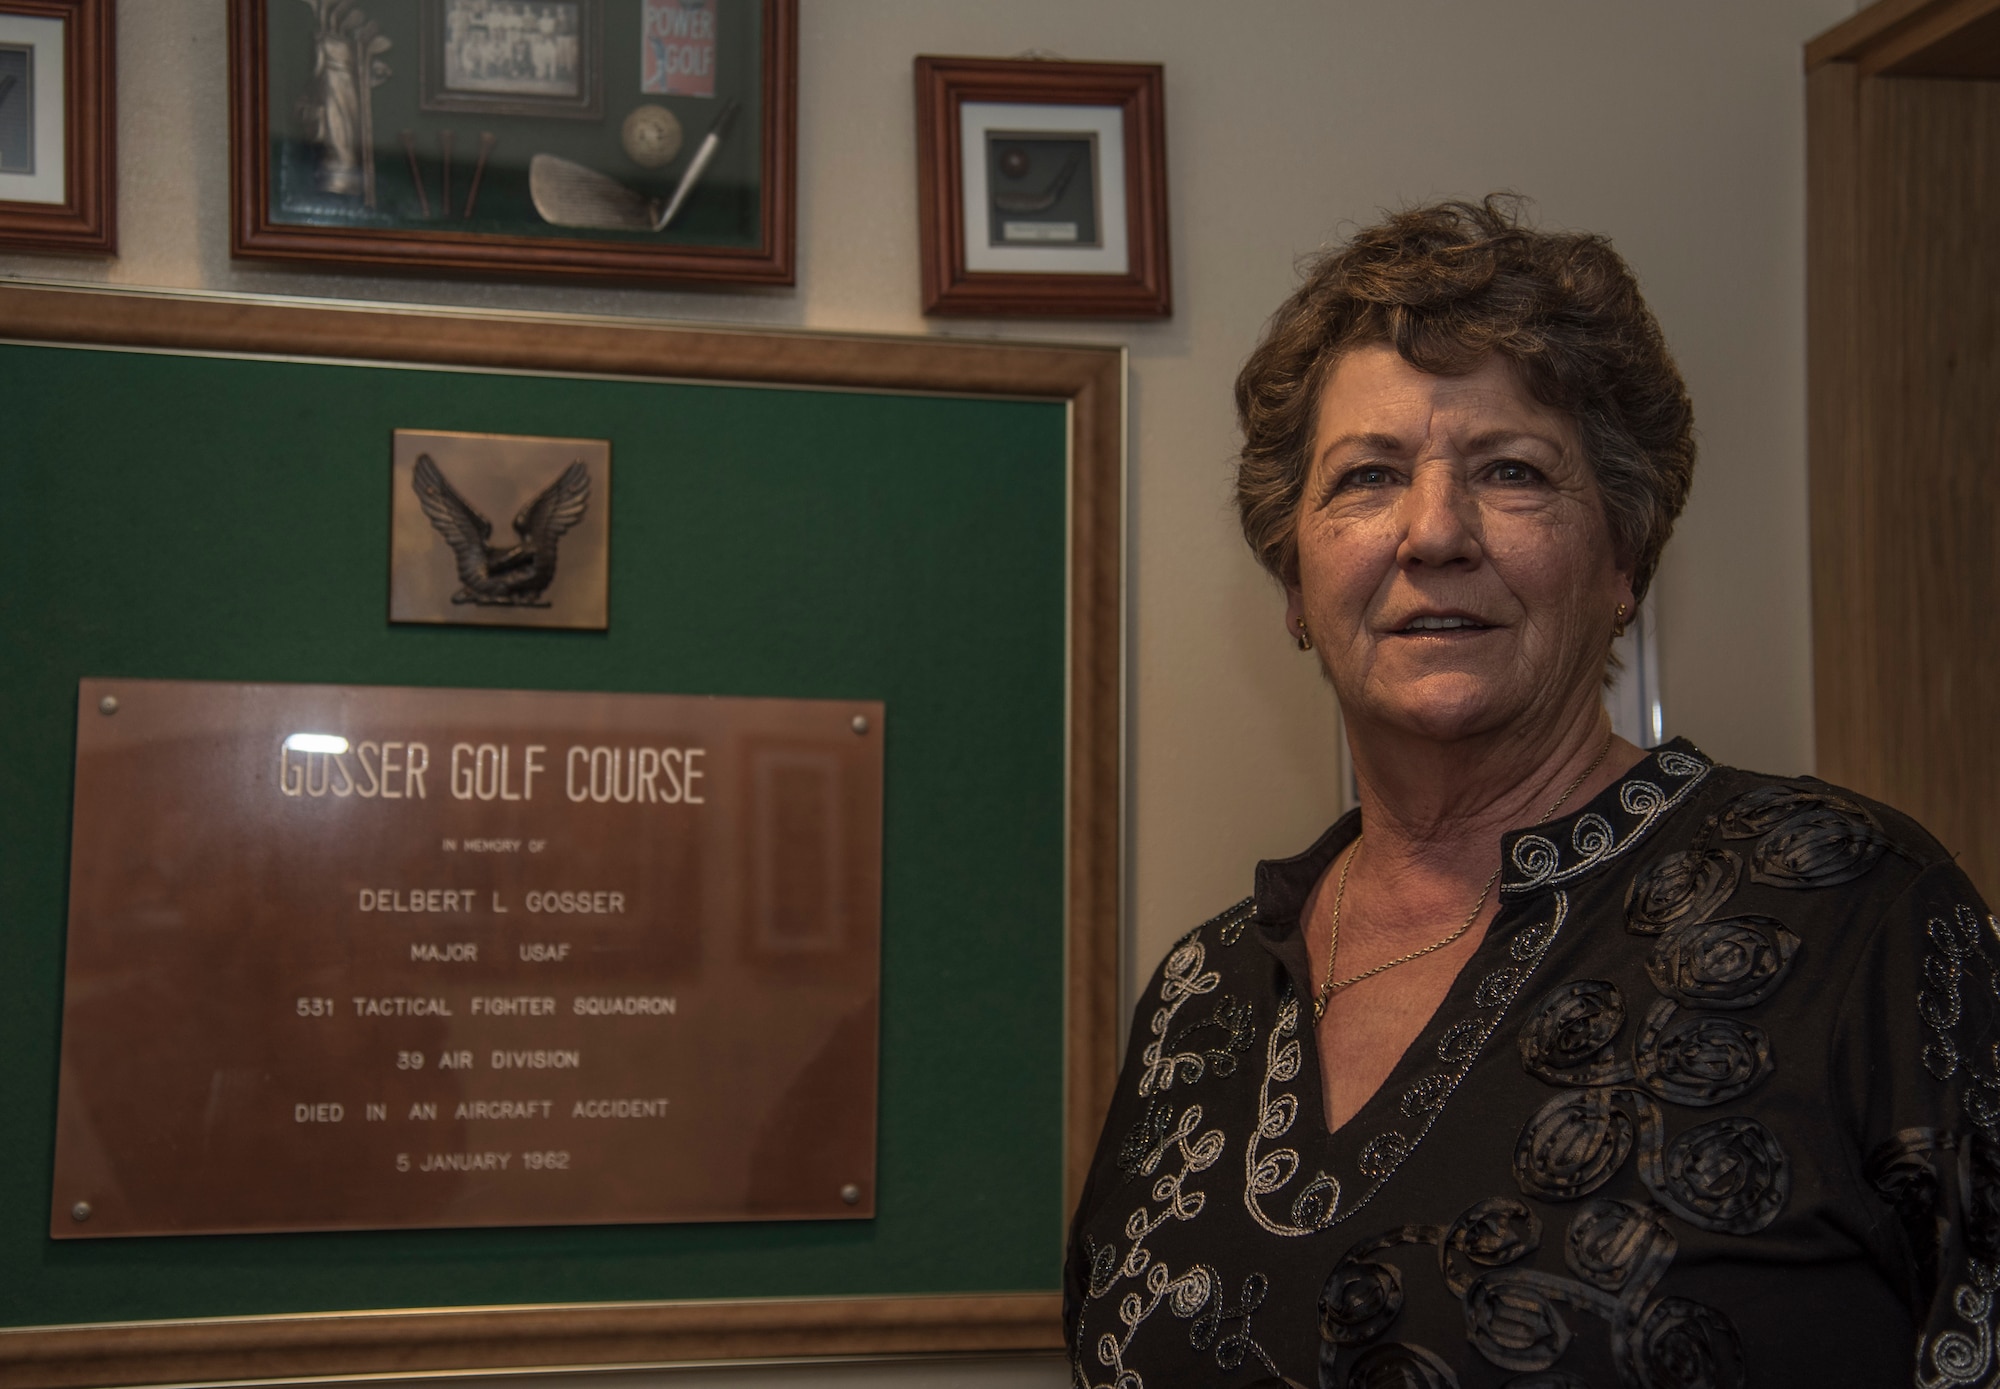 POWER
GOLF
GOSSER GOLF COURSE
IN MEMORY OF
DELBERT L GOSSER
MAJOR USAF
531 TACTICAL FIGHTER SQUADRON
39 AIR DIVISION
DIED IN AN AIRCRAFT ACCIDENT
5 JANUARY 1962